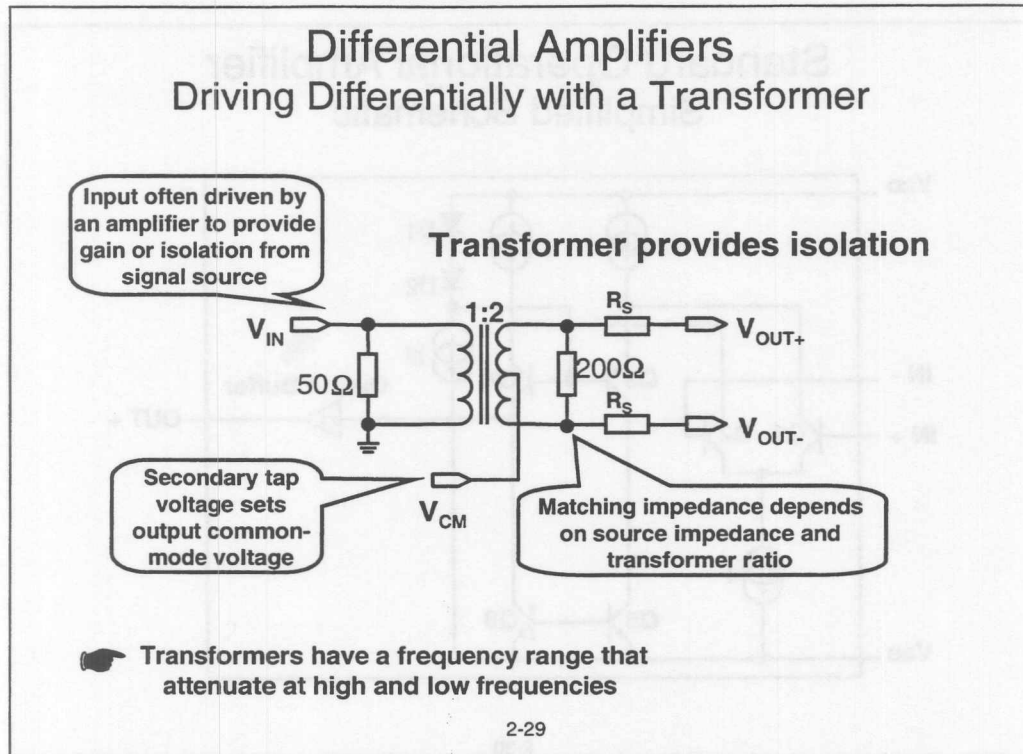 Differential Amplifiers
Driving Differentially with a Transformer
Input often driven by
an amplifier to provide
gain or isolation from
signal source
Transformer provides isolation
V_IN
50Ω
1:2
R_S
V_OUT+
200Ω
R_S
V_OUT-
Secondary tap
voltage sets
output common-
mode voltage
V_CM
Matching impedance depends
on source impedance and
transformer ratio
Transformers have a frequency range that
attenuate at high and low frequencies
2-29